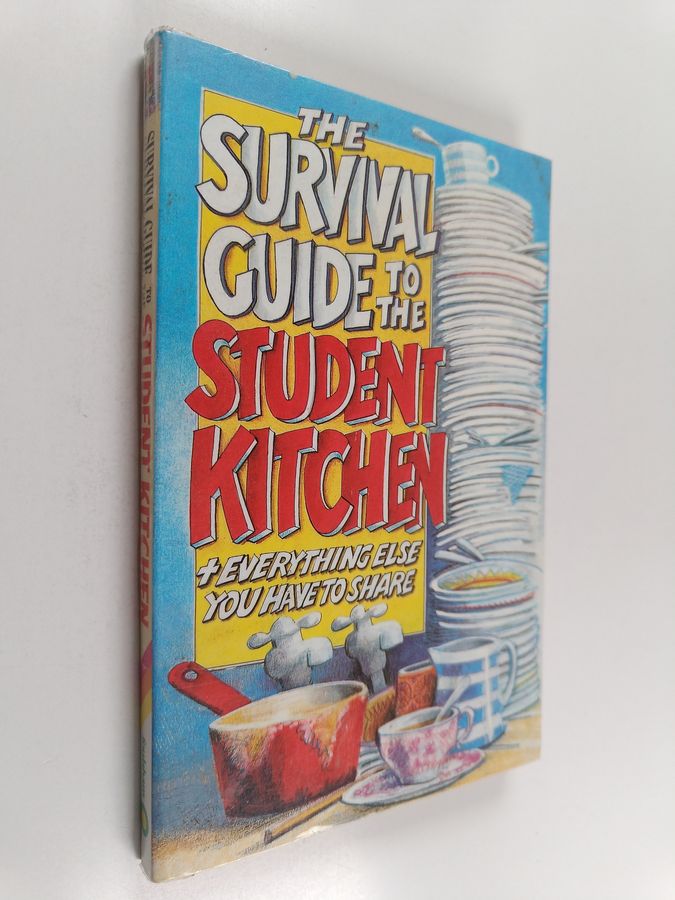 THE
SURVIVAL
GUIDE TO
THE
STUDENT
KITCHEN
+ EVERYTHING ELSE
YOU HAVE TO SHARE
SURVIVAL GUIDE TO
STUDENT KITCHEN